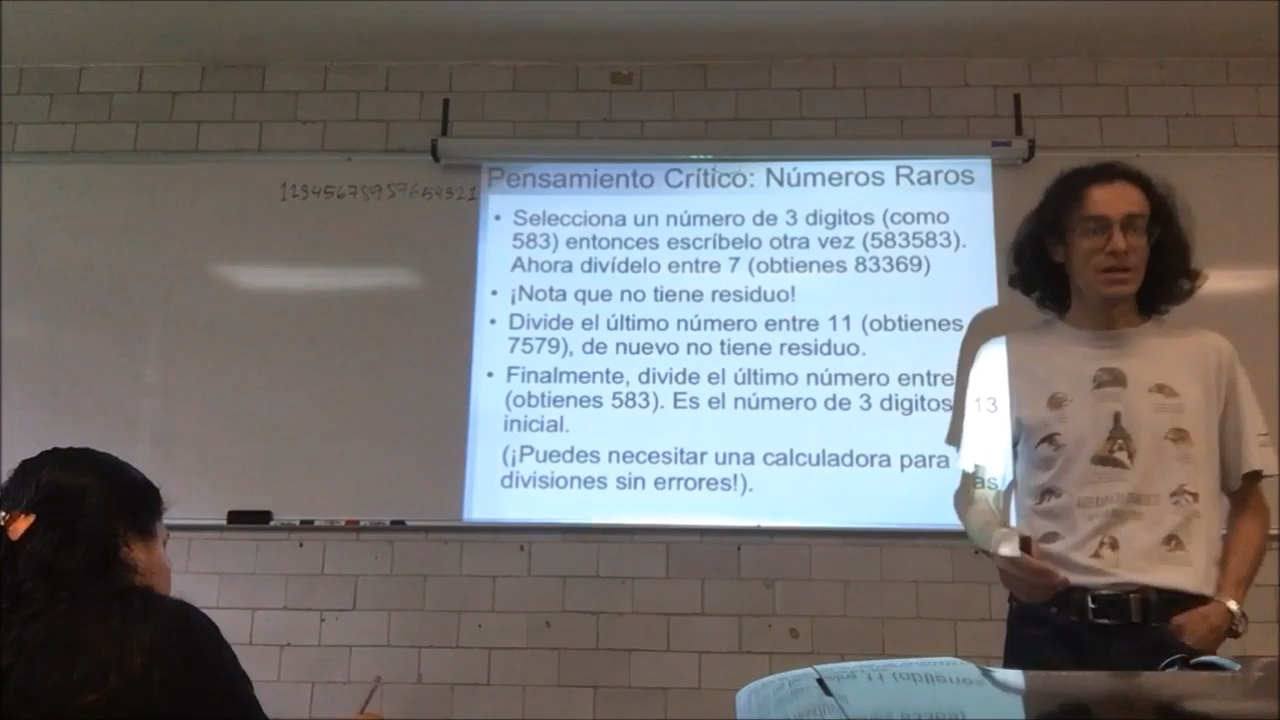 12345678987654321
Pensamiento Crítico: Números Raros
• Selecciona un número de 3 digitos (como
583) entonces escríbelo otra vez (583583).
Ahora divídelo entre 7 (obtienes 83369)
• ¡Nota que no tiene residuo!
• Divide el último número entre 11 (obtienes
7579), de nuevo no tiene residuo.
• Finalmente, divide el último número entre 13
(obtienes 583). Es el número de 3 digitos
inicial.
(¡Puedes necesitar una calculadora para as
divisiones sin errores!).